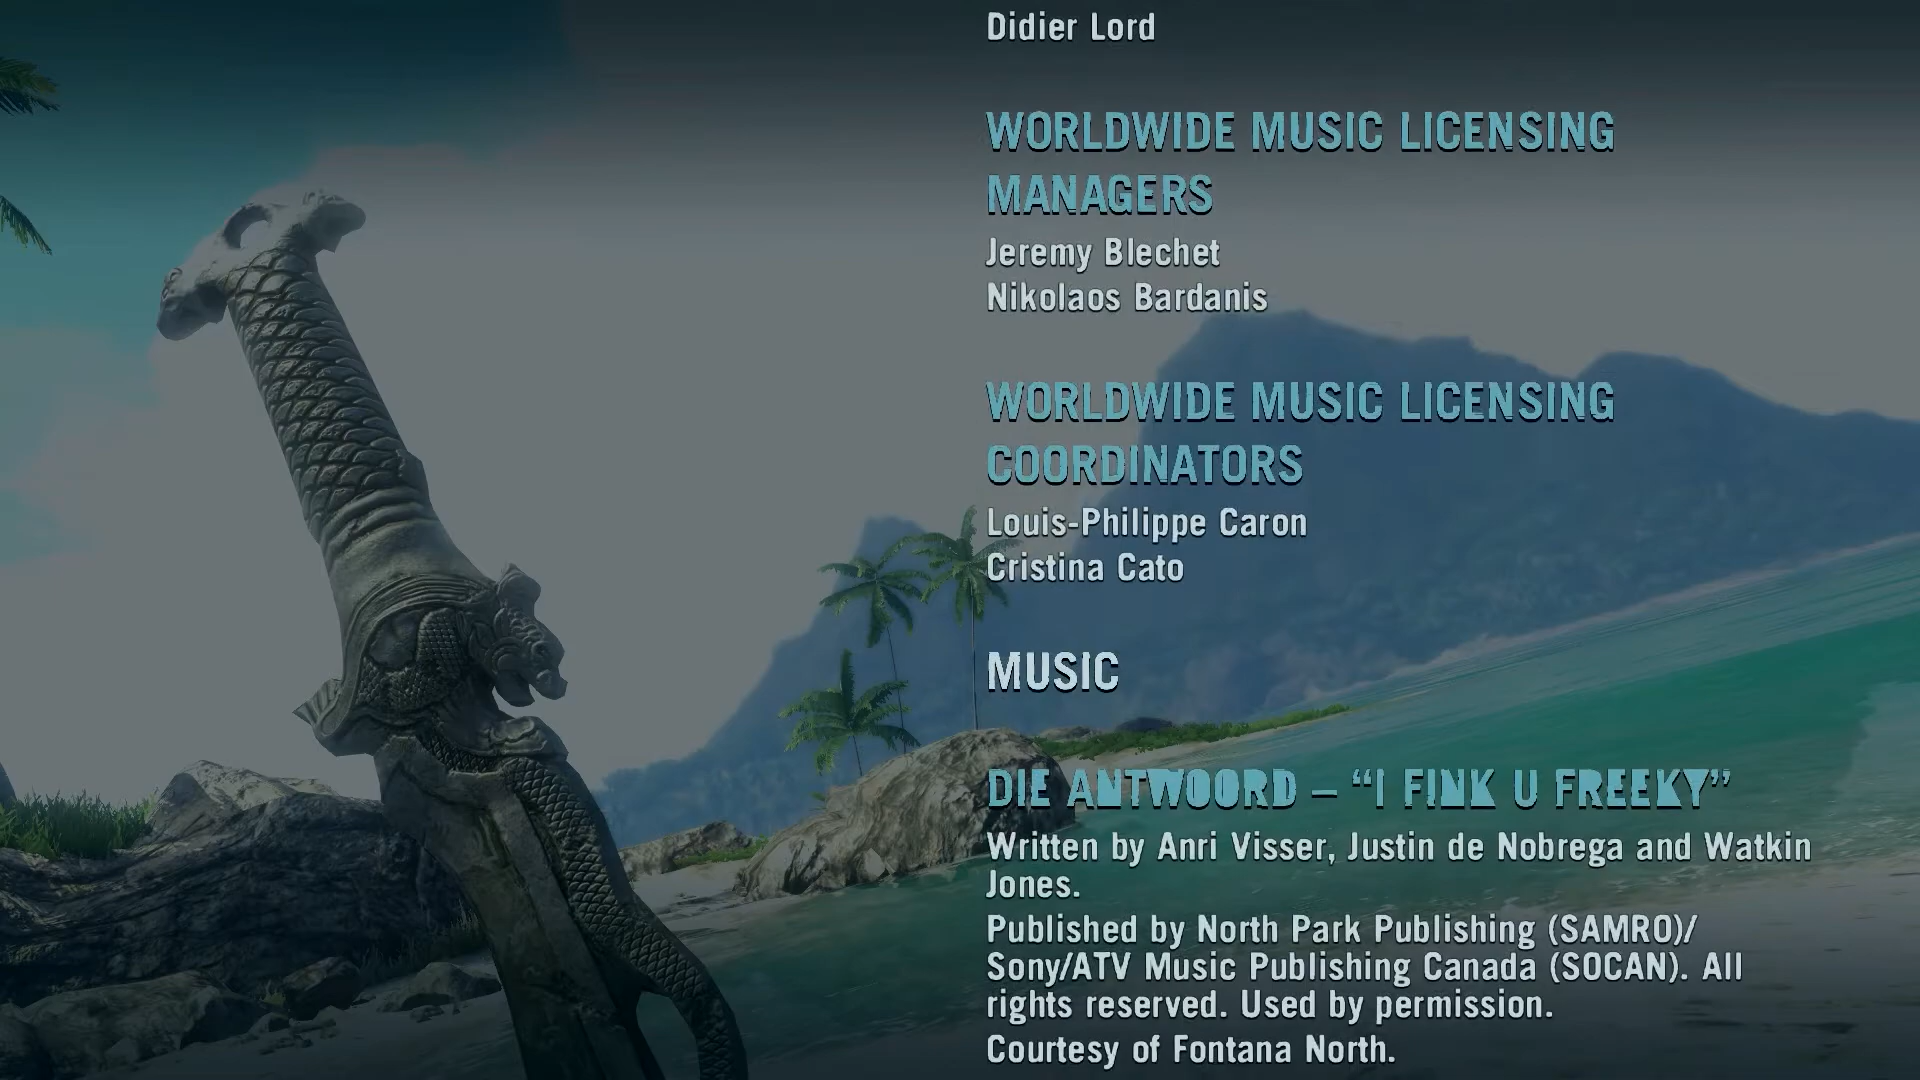 Didier Lord
WORLDWIDE MUSIC LICENSING
MANAGERS
Jeremy Blechet
Nikolaos Bardanis
WORLDWIDE MUSIC LICENSING
COORDINATORS
Louis-Philippe Caron
Cristina Cato
MUSIC
DIE ANTWOORD – “I FINK U FREEKY”
Written by Anri Visser, Justin de Nobrega and Watkin
Jones.
Published by North Park Publishing (SAMRO)/
Sony/ATV Music Publishing Canada (SOCAN). All
rights reserved. Used by permission.
Courtesy of Fontana North.